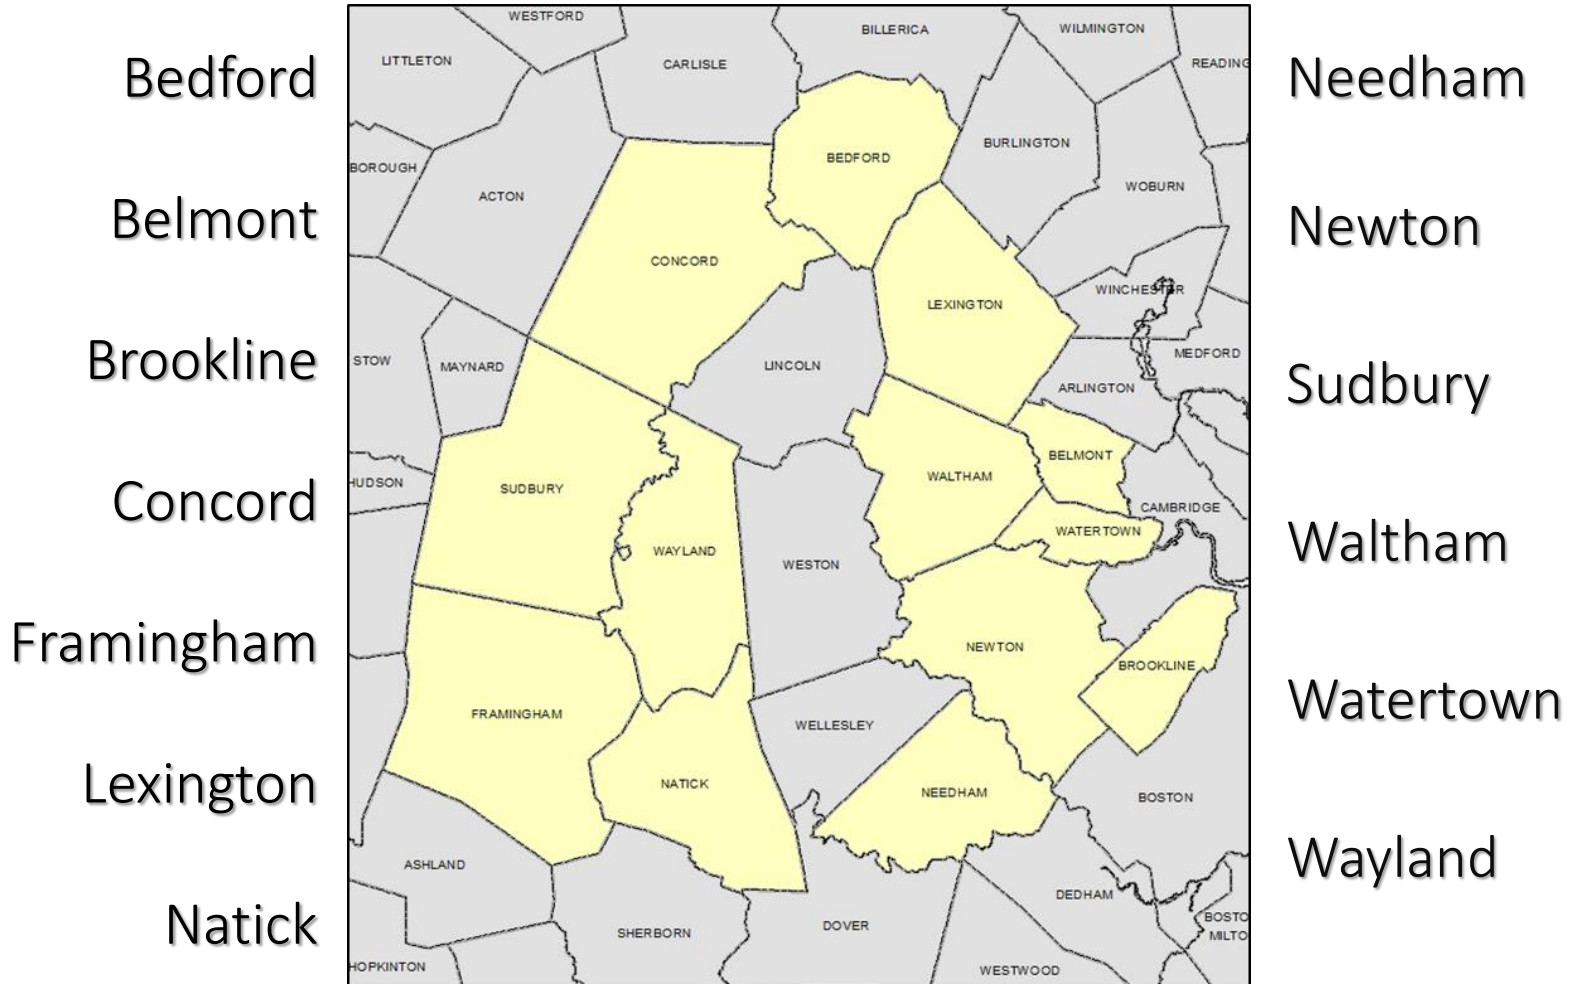 Bedford
Belmont
Brookline
Concord
Framingham
Lexington
Natick
WESTFORD
BILLERICA
WILMINGTON
LITTLETON
CARLISLE
READING
BURLINGTON
BEDFORD
BOROUGH
WOBURN
ACTON
CONCORD
WINCHESTER
LEXINGTON
STOW
MAYNARD
LINCOLN
MEDFORD
ARLINGTON
BELMONT
HUDSON
SUDBURY
WALTHAM
CAMBRIDGE
WATERTOWN
WAYLAND
WESTON
NEWTON
BROOKLINE
FRAMINGHAM
WELLESLEY
NATICK
NEEDHAM
BOSTON
ASHLAND
DEDHAM
SHERBORN
DOVER
BOSTO
MILTO
HOPKINTON
WESTWOOD
Needham
Newton
Sudbury
Waltham
Watertown
Wayland